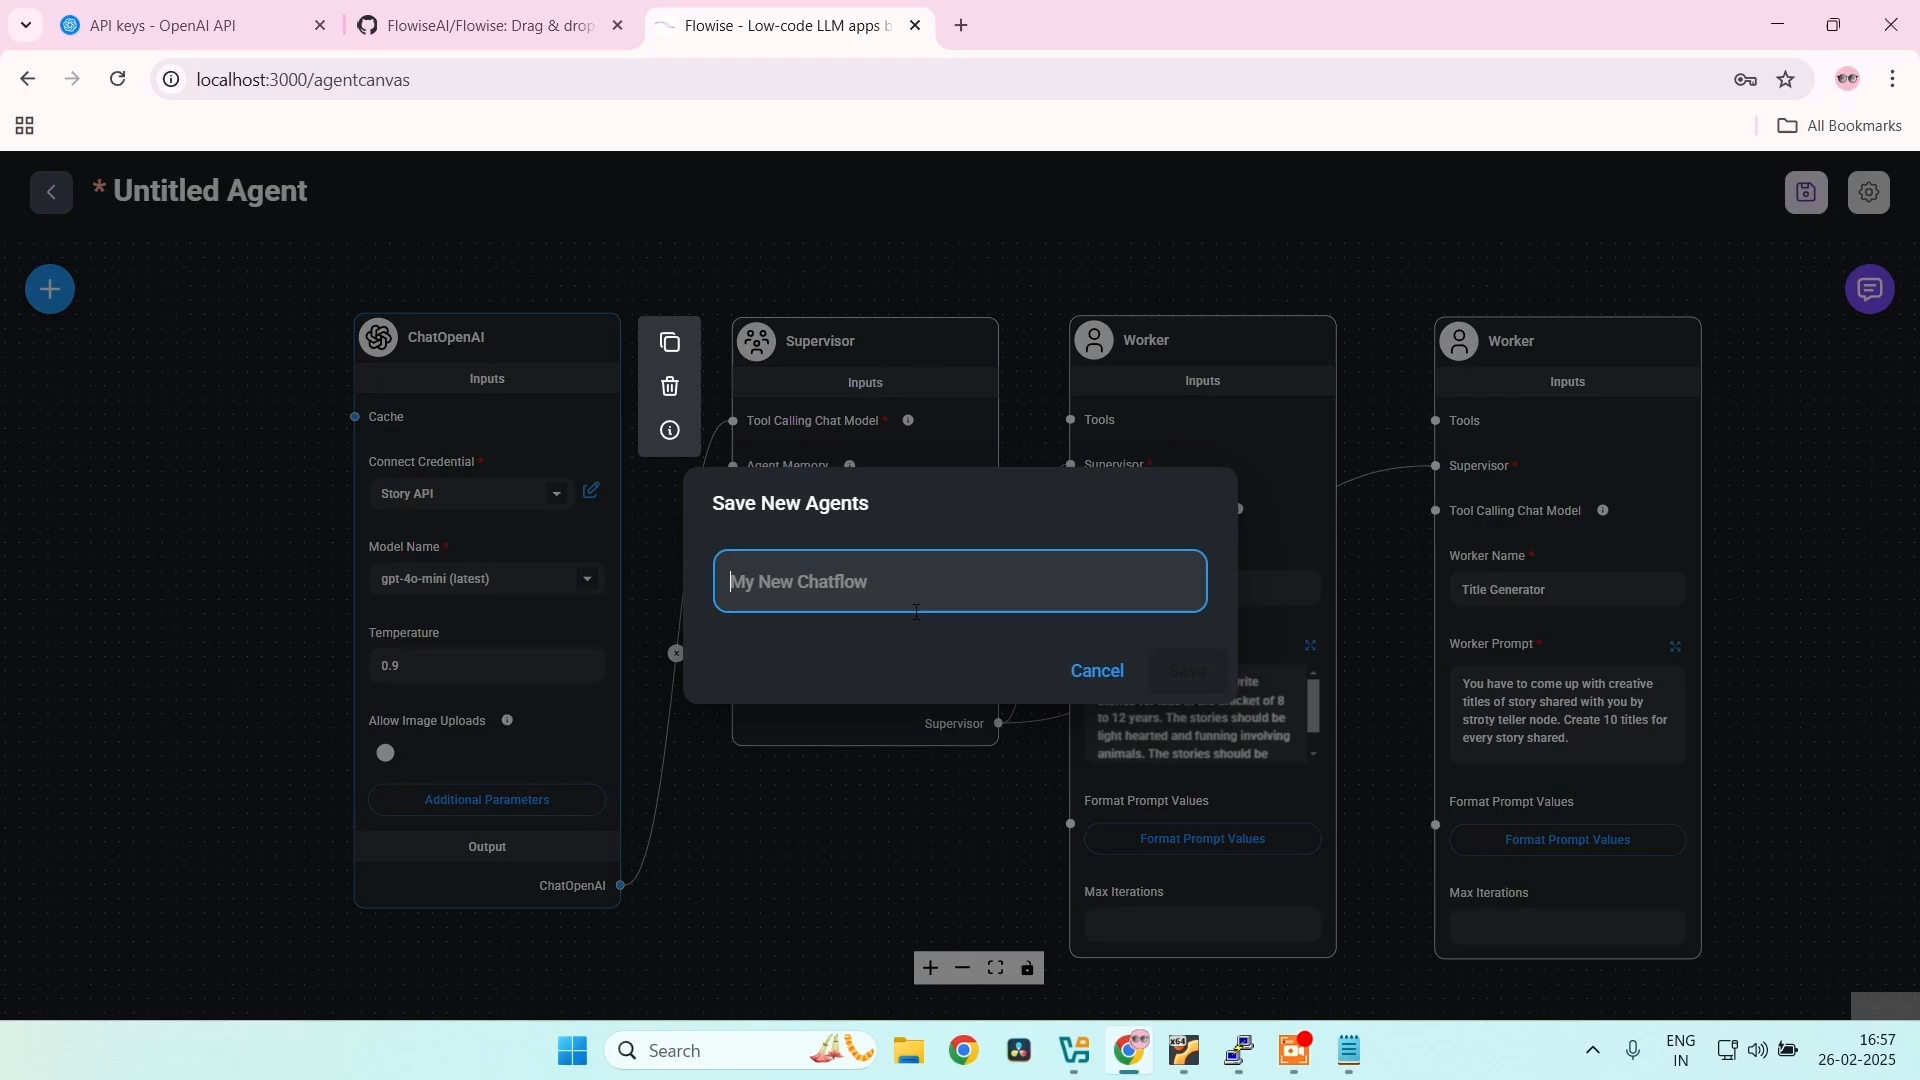 API keys - OpenAI API
FlowiseAI/Flowise: Drag & drop
Flowise - Low-code LLM apps b
localhost:3000/agentcanvas
All Bookmarks
* Untitled Agent
ChatOpenAI
Inputs
Cache
Connect Credential *
Story API
Model Name *
gpt-4o-mini (latest)
Temperature
0.9
Allow Image Uploads
Additional Parameters
Output
ChatOpenAI
Supervisor
Inputs
Tool Calling Chat Model *
Agent Memory
Supervisor
Save New Agents
My New Chatflow
Cancel
Save
Worker
Inputs
Tools
Supervisor *
to 12 years. The stories should be
light hearted and funning involving
animals. The stories should be
Format Prompt Values
Format Prompt Values
Max Iterations
Worker
Inputs
Tools
Supervisor *
Tool Calling Chat Model
Worker Name *
Title Generator
Worker Prompt *
You have to come up with creative
titles of story shared with you by
stroty teller node. Create 10 titles for
every story shared.
Format Prompt Values
Format Prompt Values
Max Iterations
Search
x64
ENG
IN
16:57
26-02-2025